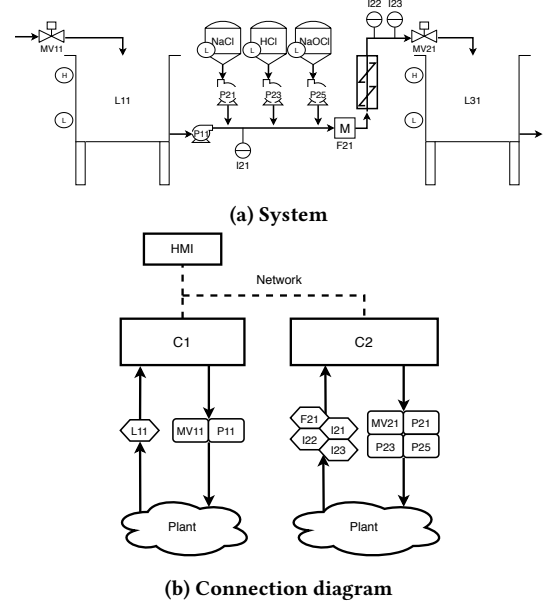 I22 I23
MV11
NaCl HCl NaOCl
MV21
L L L
H
L11
H
L31
L
P21 P23 P25
L
P11
M
F21
I21
(a) System
HMI
Network
C1 C2
L11
MV11 P11
F21
I21
I22
I23
MV21 P21
P23 P25
Plant Plant
(b) Connection diagram